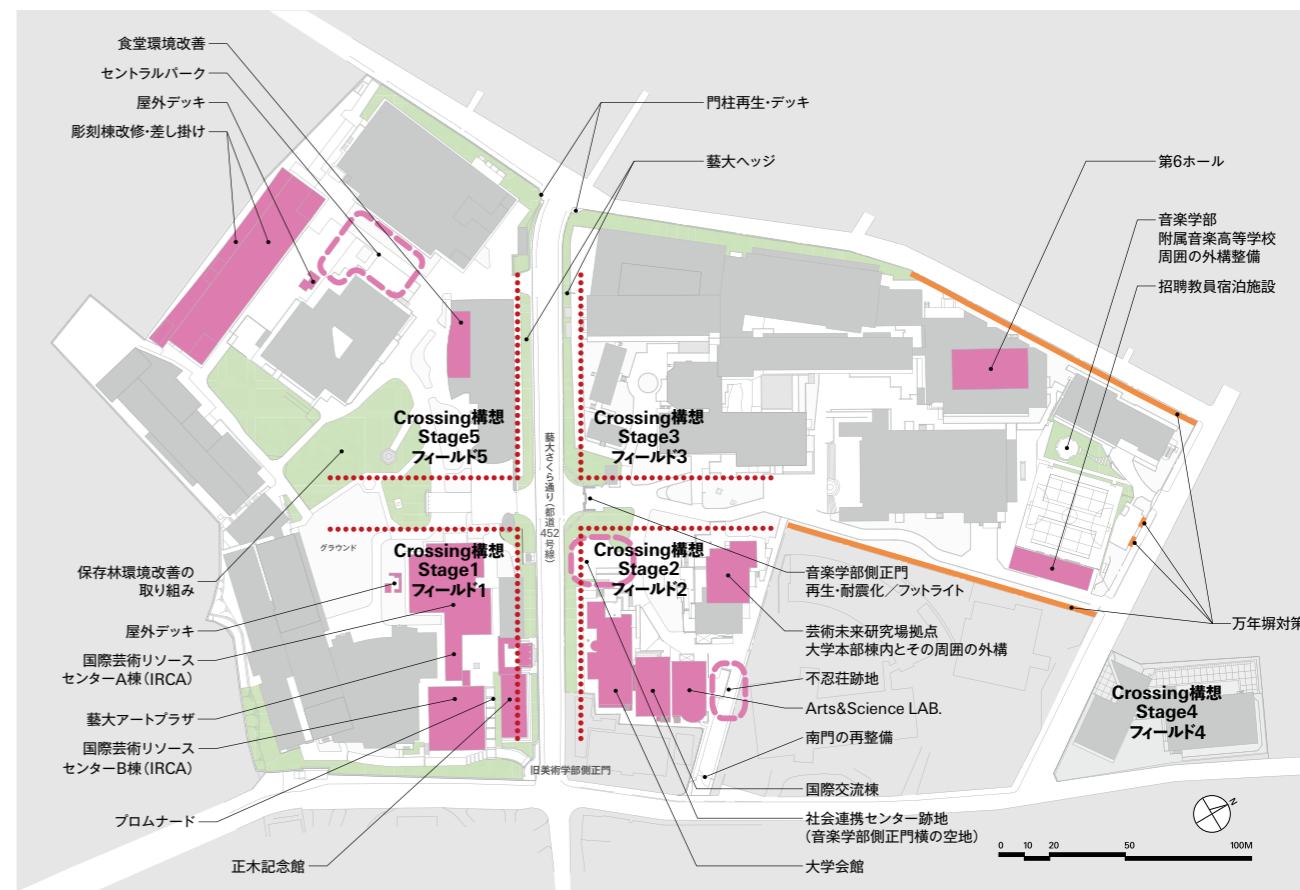 食堂環境改善
セントラルパーク
屋外デッキ
彫刻棟改修・差し掛け
門柱再生・デッキ
藝大ヘッジ
第6ホール
音楽学部
附属音楽高等学校
周囲の外構整備
招聘教員宿泊施設
Crossing構想
Stage5
フィールド5
Crossing構想
Stage3
フィールド3
藝大さくら通り(都道452号線)
グラウンド
Crossing構想
Stage1
フィールド1
Crossing構想
Stage2
フィールド2
保存林環境改善の
取り組み
屋外デッキ
国際芸術リソース
センターA棟(IRCA)
藝大アートプラザ
国際芸術リソース
センターB棟(IRCA)
プロムナード
正木記念館
旧美術学部側正門
音楽学部側正門
再生・耐震化/フットライト
芸術未来研究場拠点
大学本部棟内とその周囲の外構
不忍荘跡地
Arts&Science LAB.
南門の再整備
国際交流棟
社会連携センター跡地
(音楽学部側正門横の空地)
大学会館
万年塀対策
Crossing構想
Stage4
フィールド4
N
0 10 20 50 100M